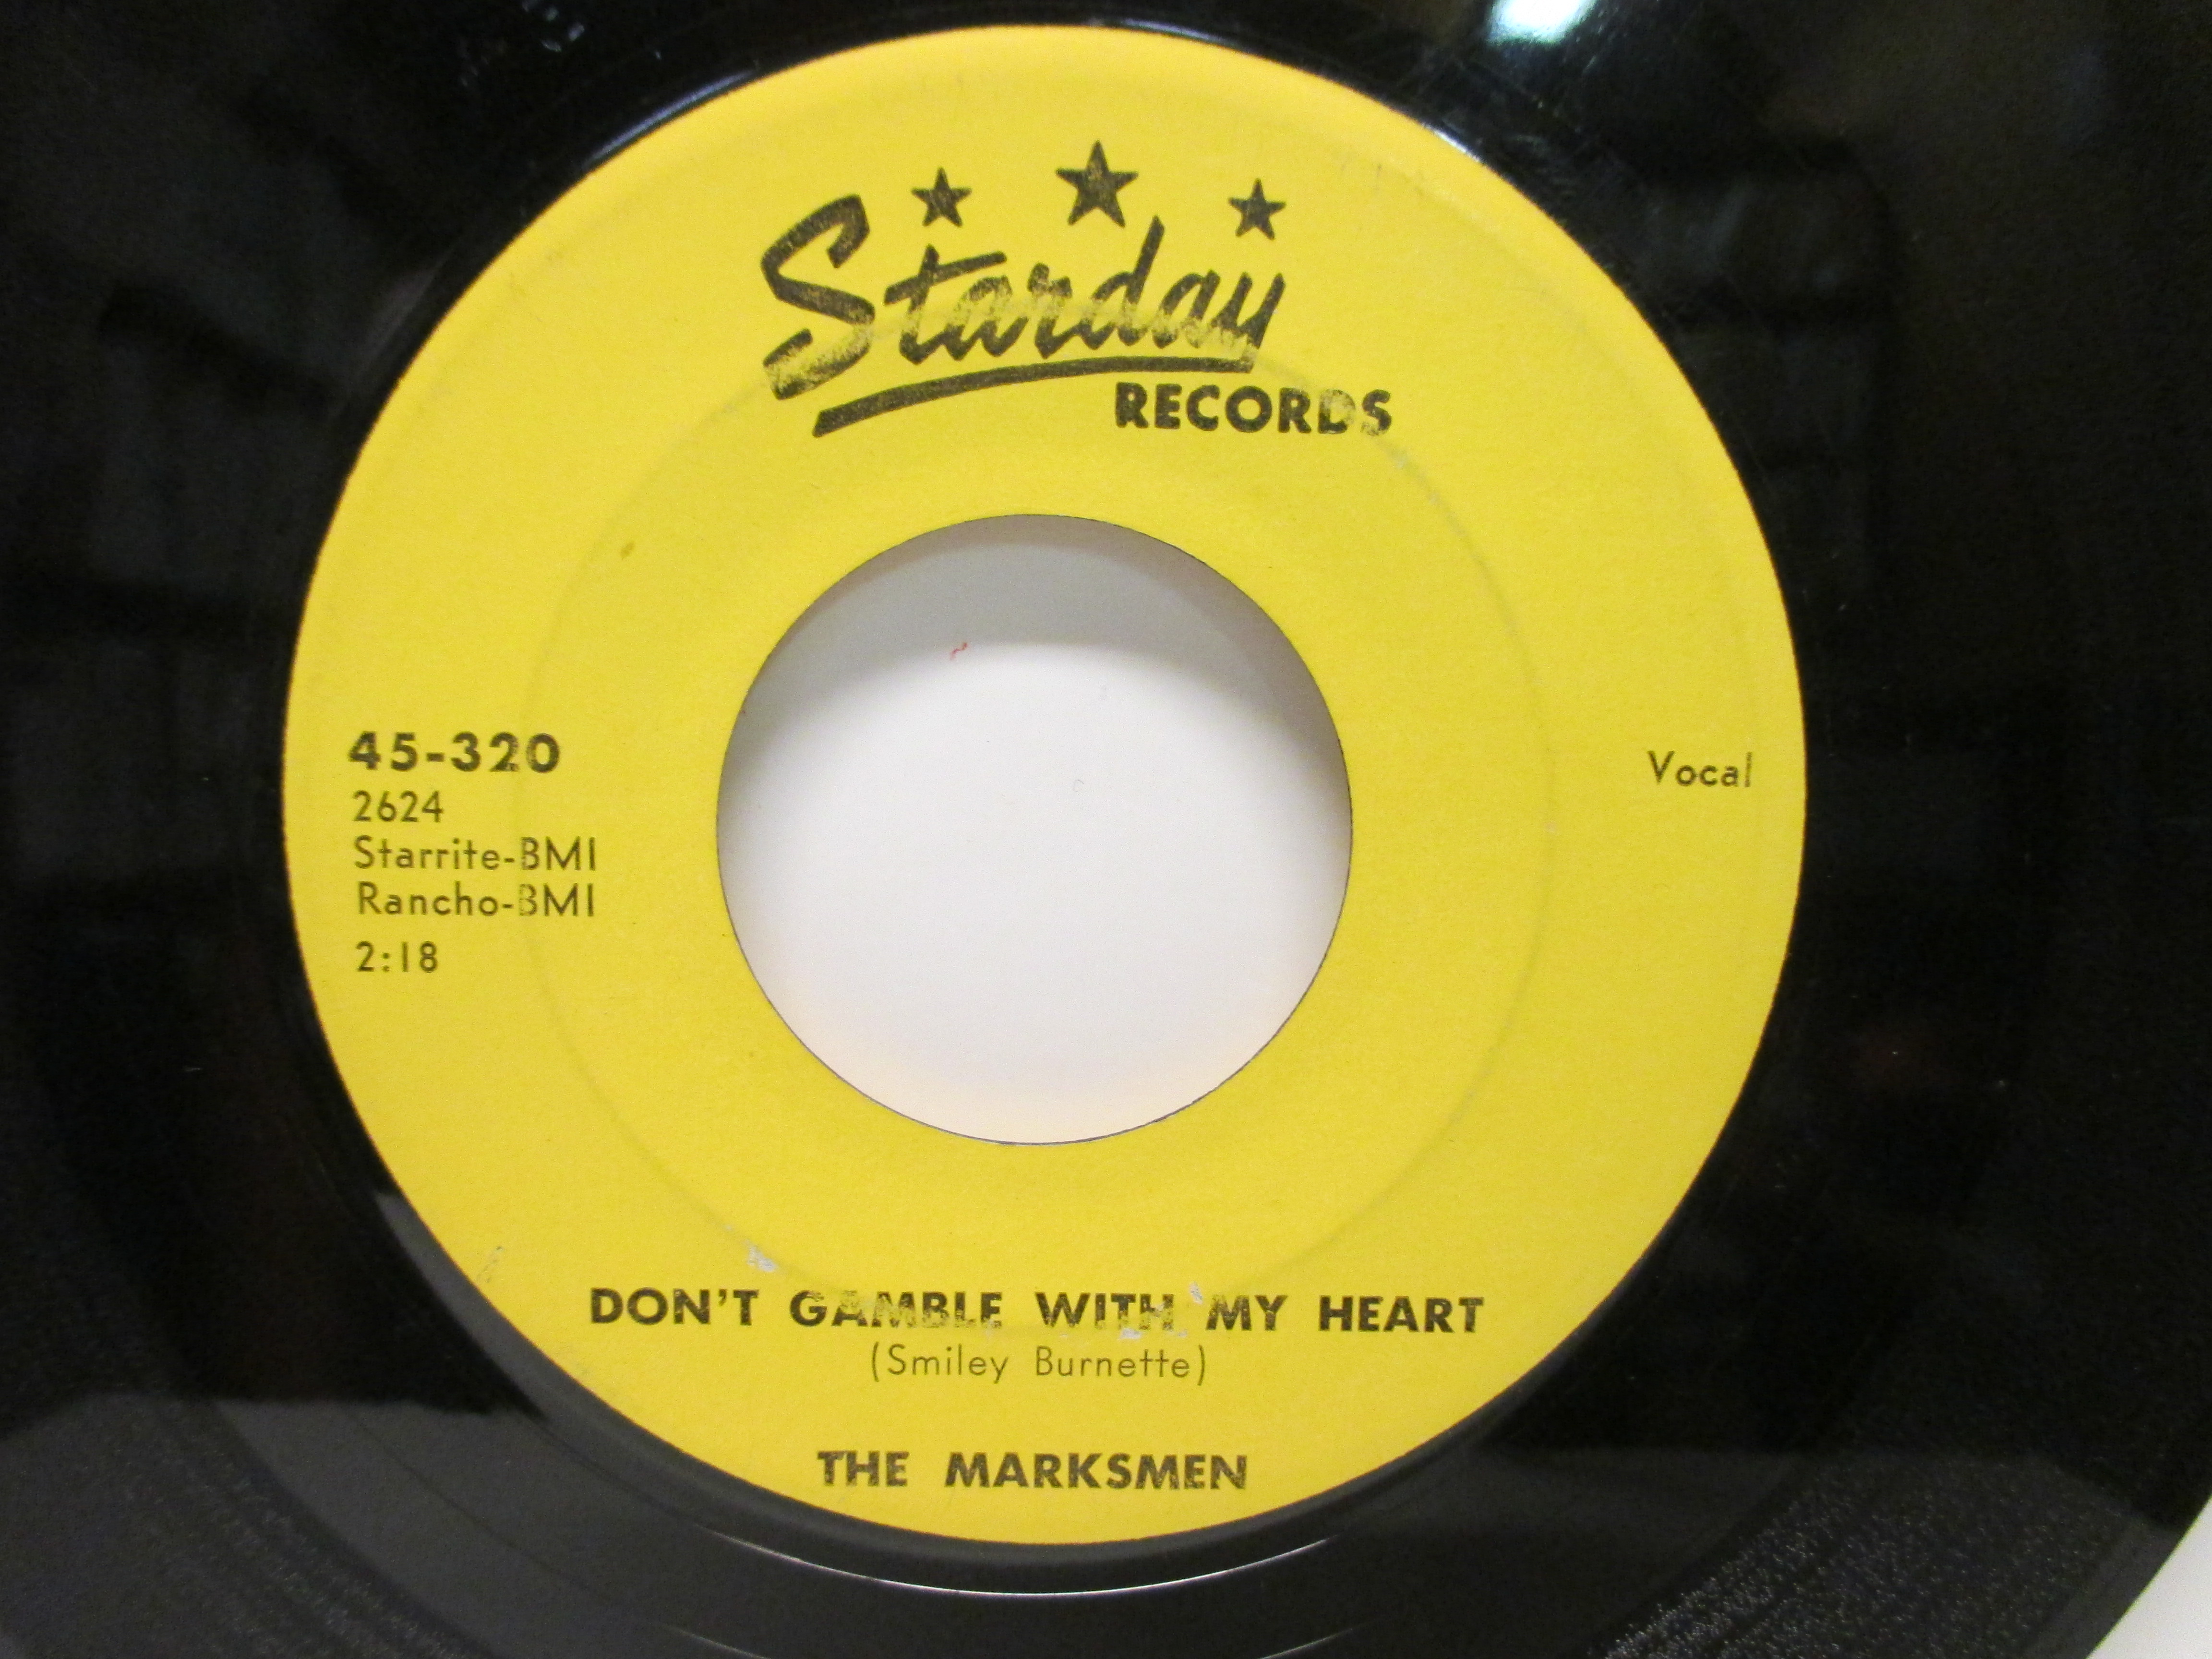 Starday
RECORDS
45-320
2624
Starrite-BMI
Rancho-BMI
2:18
Vocal
DON'T GAMBLE WITH MY HEART
(Smiley Burnette)
THE MARKSMEN